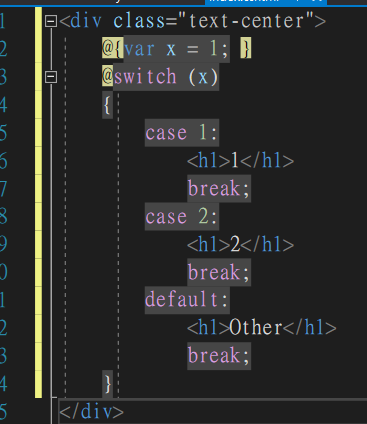 1 <div class="text-center">
2 @{var x = 1; }
3 @switch (x)
4 {
5 case 1:
6 <h1>1</h1>
7 break;
8 case 2:
9 <h1>2</h1>
0 break;
1 default:
2 <h1>Other</h1>
3 break;
4 }
5 </div>